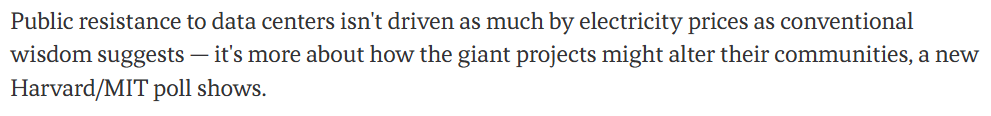 Public resistance to data centers isn't driven as much by electricity prices as conventional
wisdom suggests — it's more about how the giant projects might alter their communities, a new
Harvard/MIT poll shows.